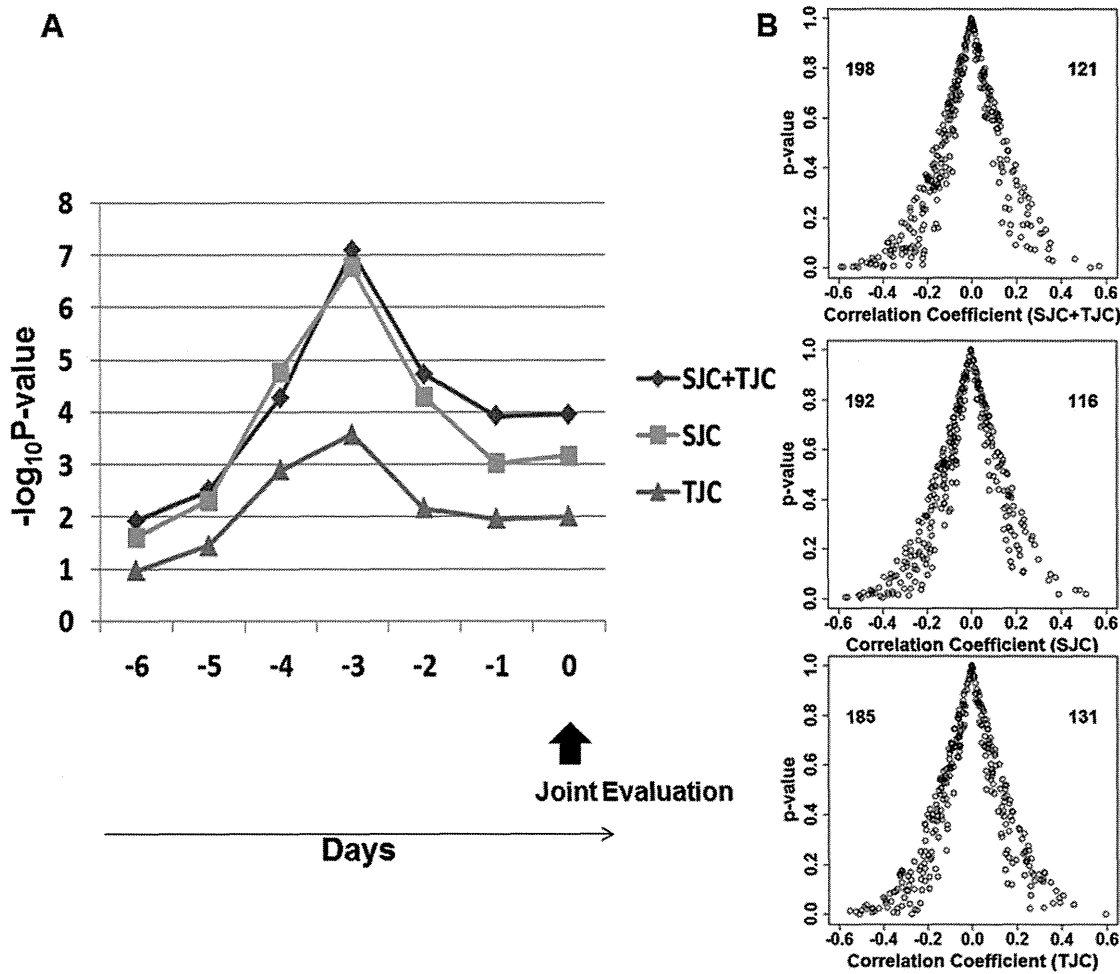 A
8
7
6
5
4
3
2
1
0
-log10P-value
-6 -5 -4 -3 -2 -1 0
SJC+TJC
SJC
TJC
Joint Evaluation
Days
B
198 121
p-value
1.0
0.8
0.6
0.4
0.2
0.0
-0.6 -0.4 -0.2 0.0 0.2 0.4 0.6
Correlation Coefficient (SJC+TJC)
192 116
p-value
1.0
0.8
0.6
0.4
0.2
0.0
-0.6 -0.4 -0.2 0.0 0.2 0.4 0.6
Correlation Coefficient (SJC)
185 131
p-value
1.0
0.8
0.6
0.4
0.2
0.0
-0.6 -0.4 -0.2 0.0 0.2 0.4 0.6
Correlation Coefficient (TJC)